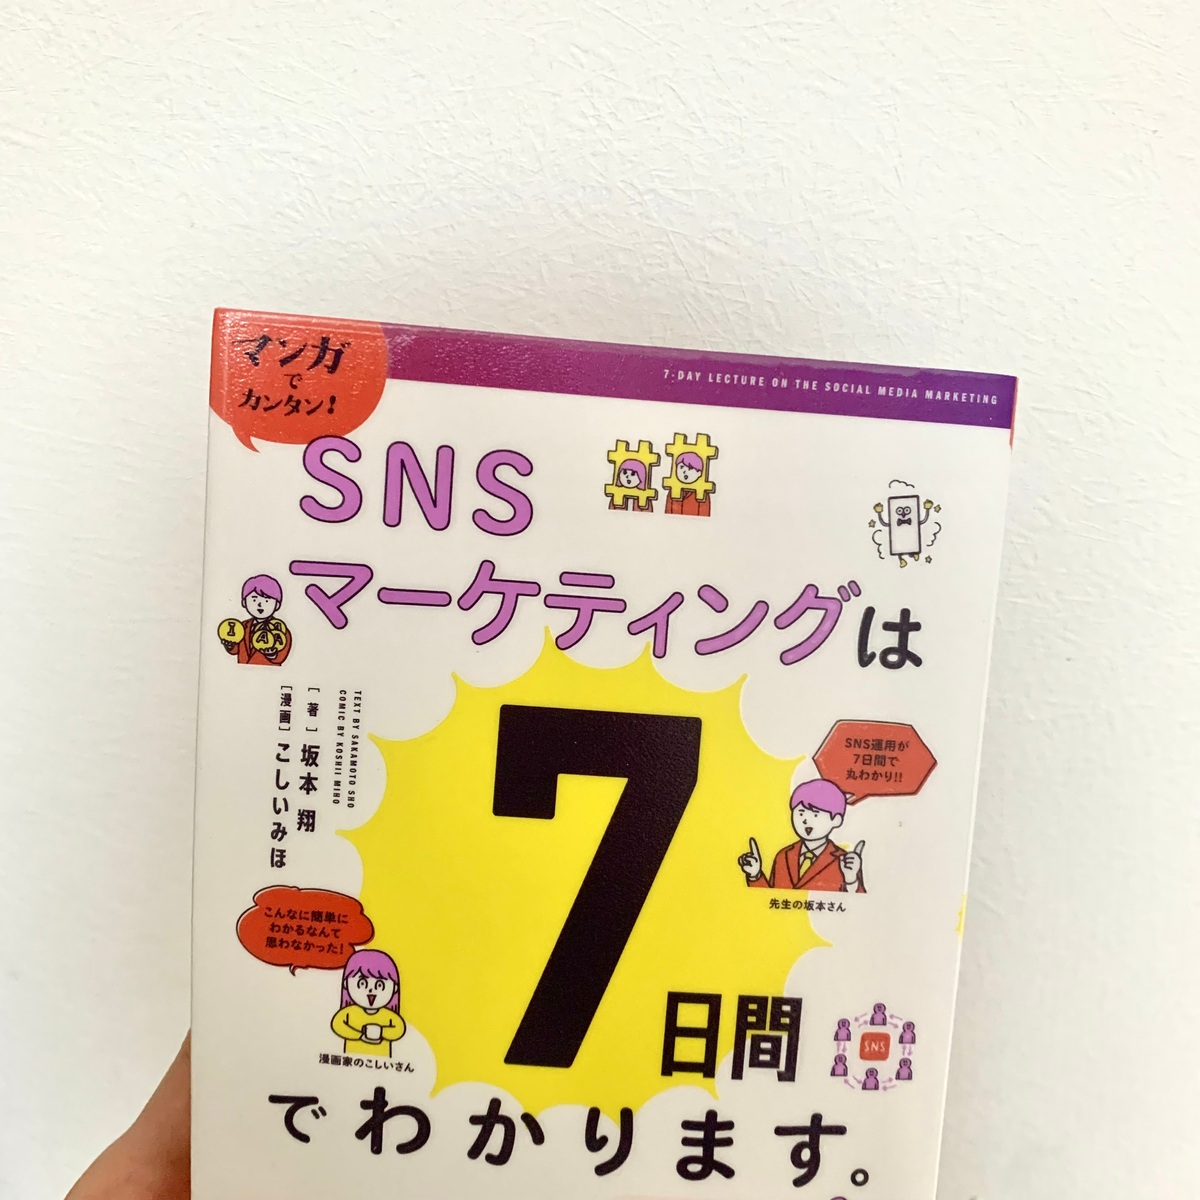 マンガ
で
カンタン!
7-DAY LECTURE ON THE SOCIAL MEDIA MARKETING
SNS
マーケティングは
I
A
A
7
日間
でわかります。
TEXT BY SAKAMOTO SHO
COMIC BY KOSHII MIHO
[著] 坂本 翔
[漫画] こしいみほ
SNS運用が
7日間で
丸わかり!!
先生の坂本さん
こんなに簡単に
わかるなんて
思わなかった!
漫画家のこしいさん
SNS